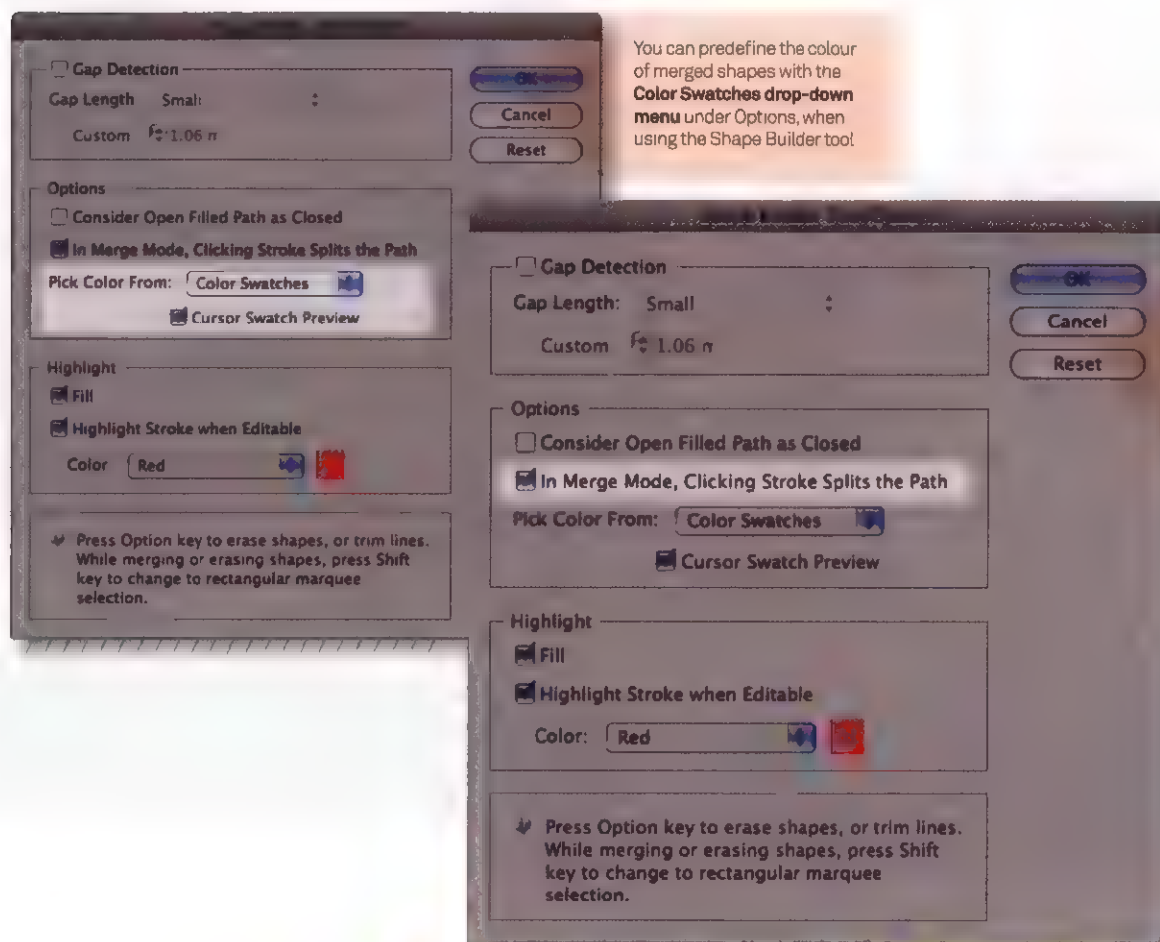 Gap Detection
Gap Length Small
Custom 1.06
OK
Cancel
Reset
Options
Consider Open Filled Path as Closed
In Merge Mode, Clicking Stroke Splits the Path
Pick Color From: Color Swatches
Cursor Swatch Preview
Highlight
Fill
Highlight Stroke when Editable
Color Red
Press Option key to erase shapes, or trim lines.
While merging or erasing shapes, press Shift
key to change to rectangular marquee
selection.
You can predefine the colour
of merged shapes with the
Color Swatches drop-down
menu under Options, when
using the Shape Builder tool
Gap Detection
Gap Length: Small
Custom 1.06
OK
Cancel
Reset
Options
Consider Open Filled Path as Closed
In Merge Mode, Clicking Stroke Splits the Path
Pick Color From: Color Swatches
Cursor Swatch Preview
Highlight
Fill
Highlight Stroke when Editable
Color: Red
Press Option key to erase shapes, or trim lines.
While merging or erasing shapes, press Shift
key to change to rectangular marquee
selection.